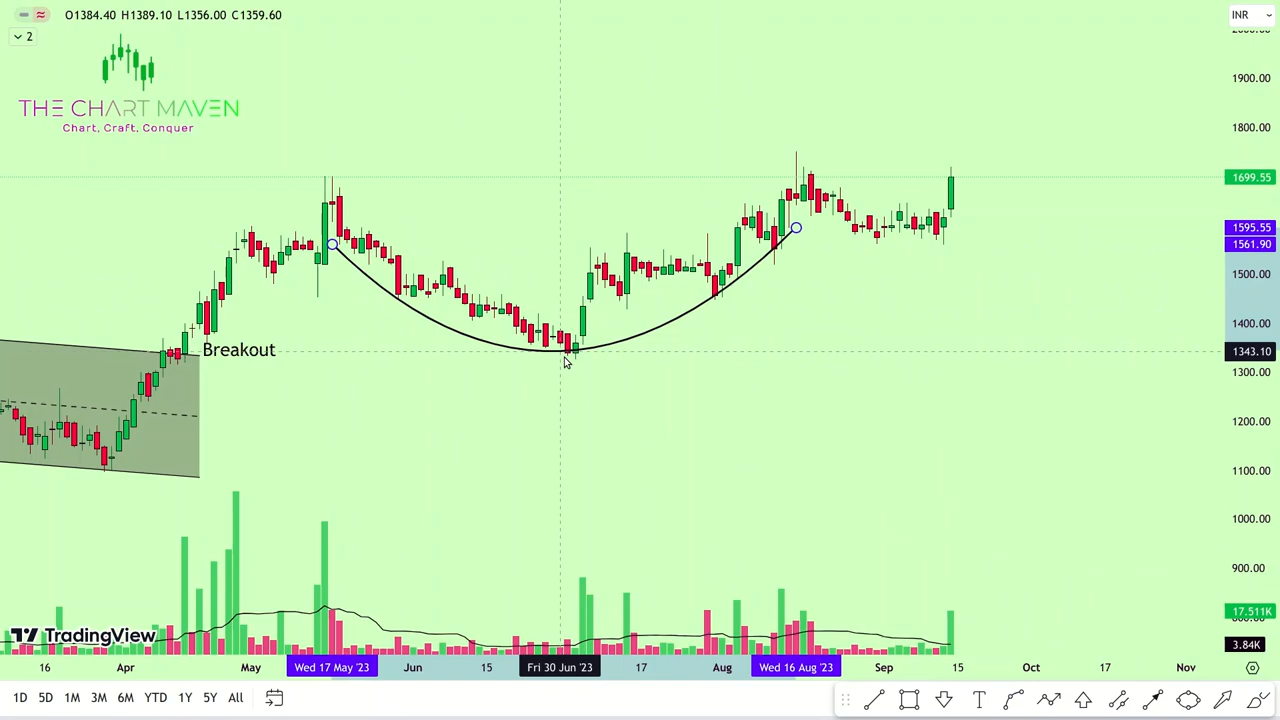 O1384.40 H1389.10 L1356.00 C1359.60
INR
2
THE CHART MAVEN
Chart, Craft, Conquer
1900.00
1800.00
1699.55
1595.55
1561.90
1500.00
1400.00
Breakout
1343.10
1300.00
1200.00
1100.00
1000.00
900.00
17.511K
TradingView
3.84K
16 Apr May Wed 17 May '23 Jun 15 Fri 30 Jun '23 17 Aug Wed 16 Aug '23 Sep 15 Oct 17 Nov
1D 5D 1M 3M 6M YTD 1Y 5Y All